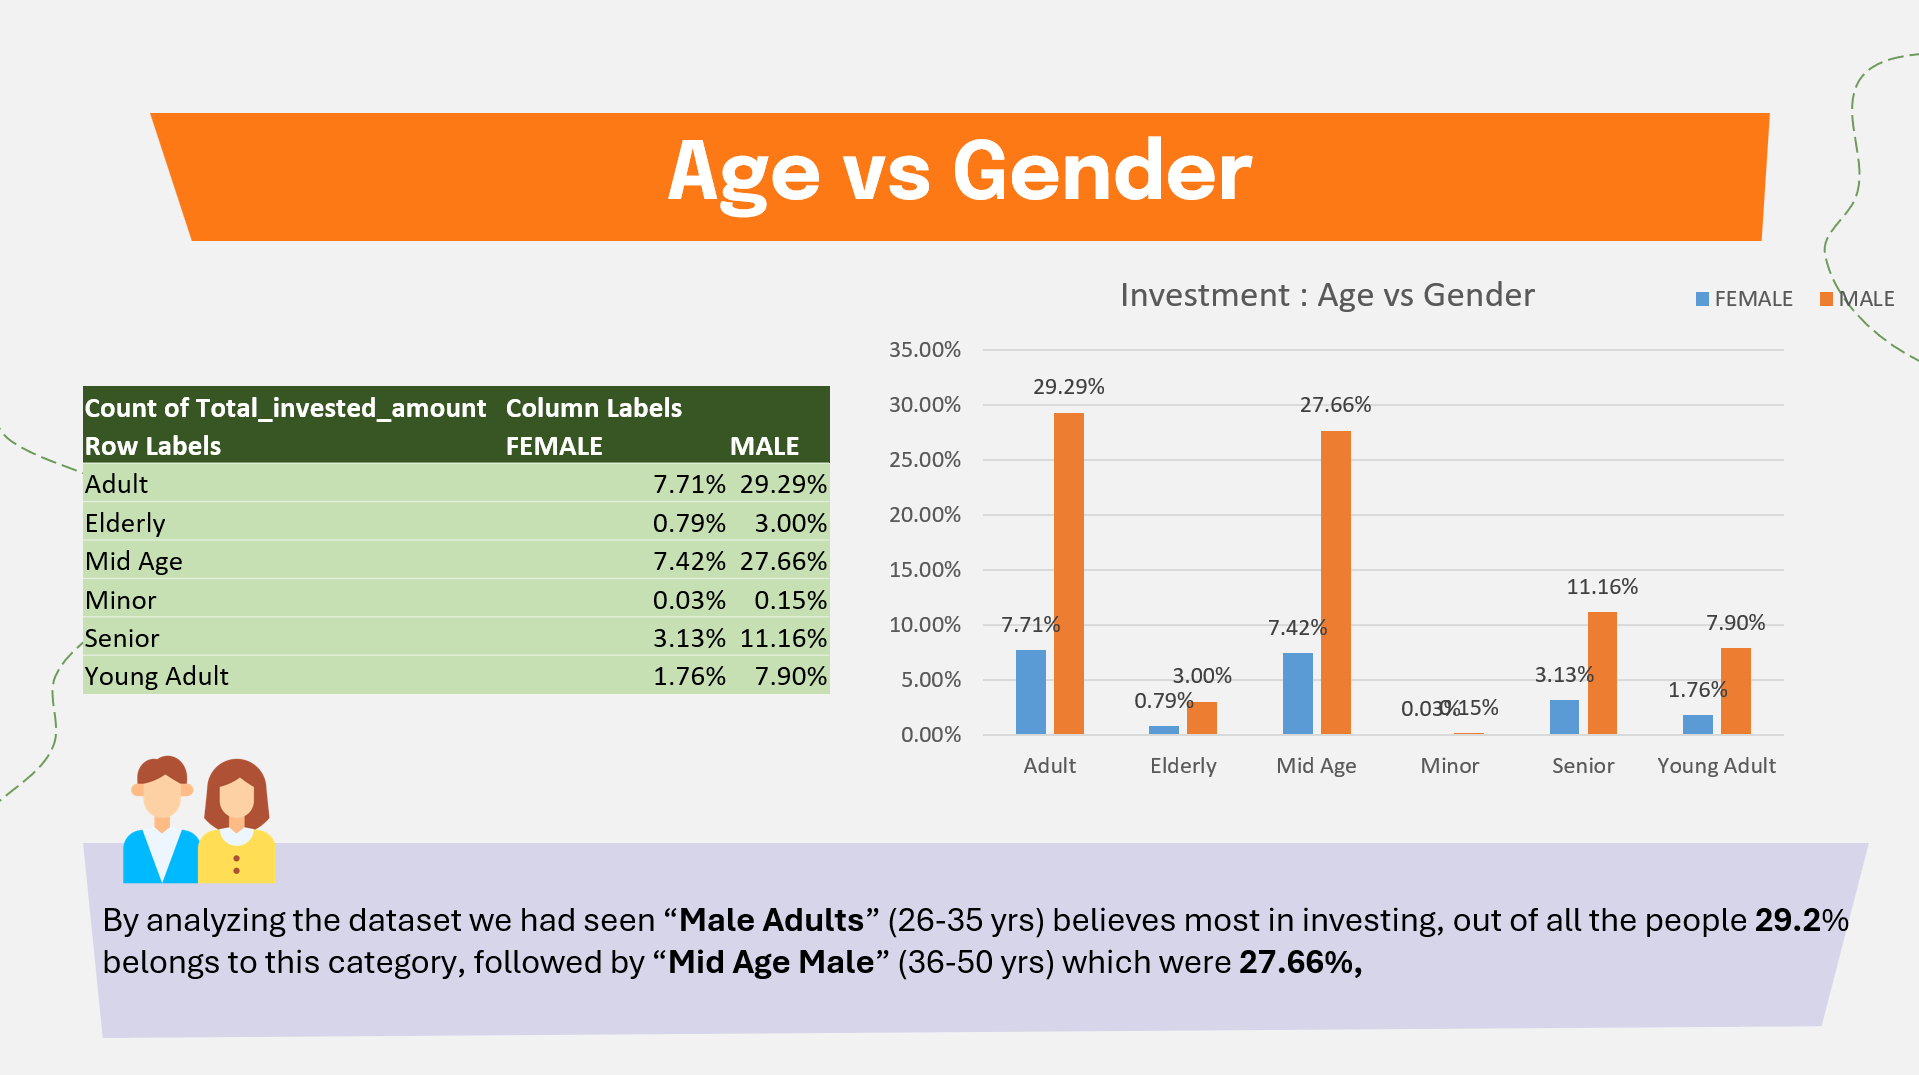 Age vs Gender
Count of Total_invested_amount Column Labels
Row Labels FEMALE MALE
Adult 7.71% 29.29%
Elderly 0.79% 3.00%
Mid Age 7.42% 27.66%
Minor 0.03% 0.15%
Senior 3.13% 11.16%
Young Adult 1.76% 7.90%
Investment : Age vs Gender
FEMALE MALE
35.00%
30.00%
25.00%
20.00%
15.00%
10.00%
5.00%
0.00%
7.71% 29.29%
0.79% 3.00%
7.42% 27.66%
0.03% 0.15%
3.13% 11.16%
1.76% 7.90%
Adult Elderly Mid Age Minor Senior Young Adult
By analyzing the dataset we had seen “Male Adults” (26-35 yrs) believes most in investing, out of all the people 29.2%
belongs to this category, followed by “Mid Age Male” (36-50 yrs) which were 27.66%,